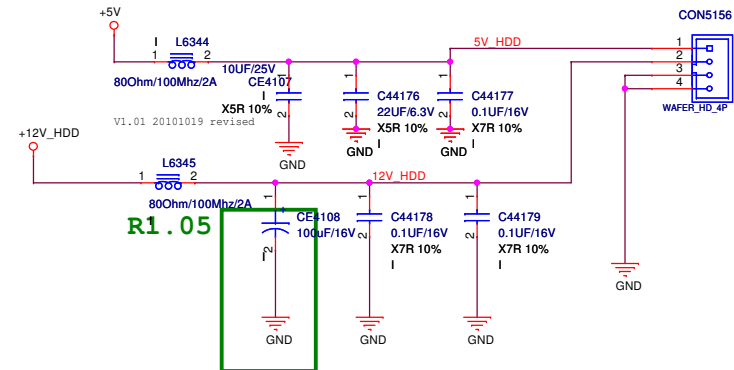 +5V
CON5156
I
L6344
1
2
5V_HDD
80Ohm/100Mhz/2A
10UF/25V
CE4107
I
X5R 10%
1
2
V1.01 20101019 revised
GND
1
2
C44176
22UF/6.3V
X5R 10%
I
GND
1
2
C44177
0.1UF/16V
X7R 10%
I
GND
1
2
3
4
WAFER_HD_4P
+12V_HDD
L6345
1
2
12V_HDD
80Ohm/100Mhz/2A
I
R1.05
1
+
2
CE4108
100uF/16V
I
GND
1
2
C44178
0.1UF/16V
X7R 10%
I
GND
1
2
C44179
0.1UF/16V
X7R 10%
I
GND
GND